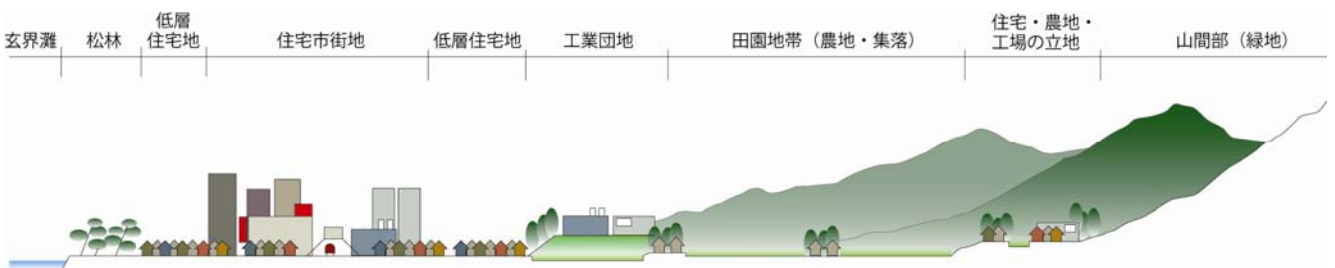 玄界灘
松林
低層
住宅地
住宅市街地
低層住宅地
工業団地
田園地帯（農地・集落）
住宅・農地・
工場の立地
山間部（緑地）